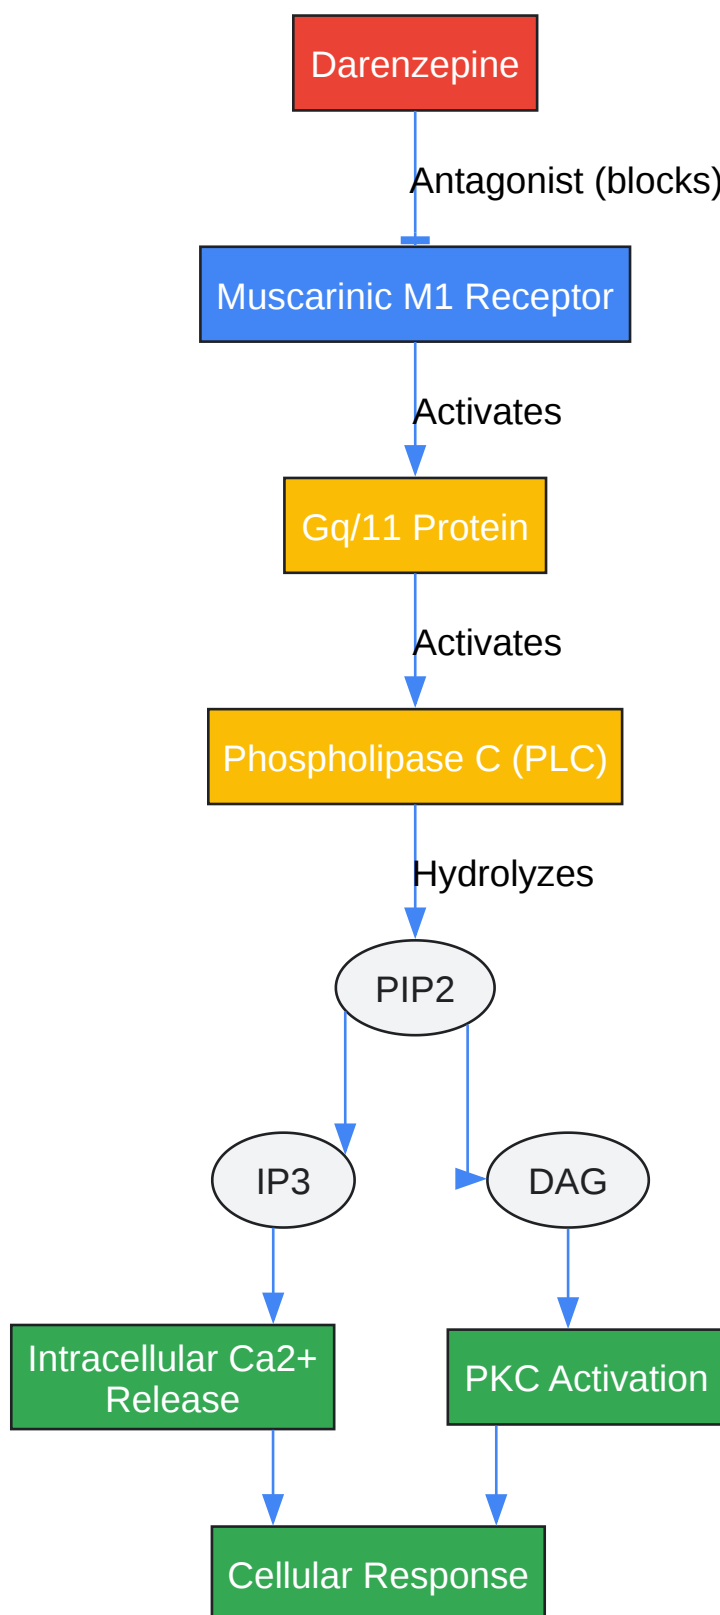 Darenzepine
Antagonist (blocks)
Muscarinic M1 Receptor
Activates
Gq/11 Protein
Activates
Phospholipase C (PLC)
Hydrolyzes
PIP2
IP3
DAG
Intracellular Ca2+
Release
PKC Activation
Cellular Response